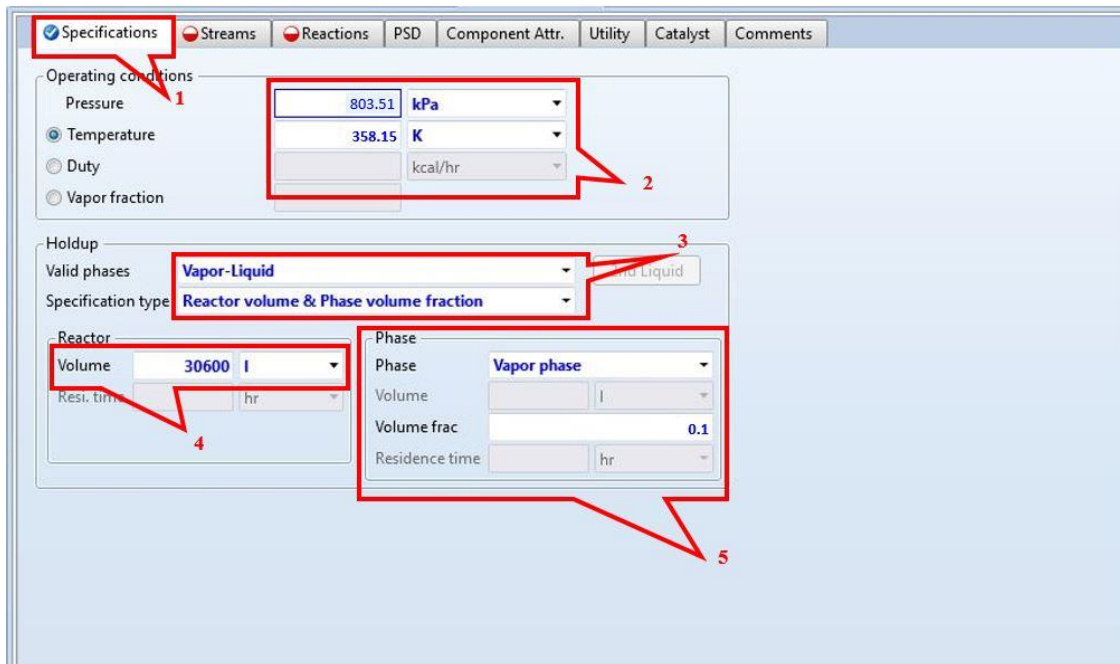 Specifications Streams Reactions PSD Component Attr. Utility Catalyst Comments
Operating conditions
1
Pressure 803.51 kPa
Temperature 358.15 K
Duty kcal/hr
2
Vapor fraction
Holdup
3
Valid phases Vapor-Liquid Liquid
Specification type Reactor volume & Phase volume fraction
Reactor Phase
Volume 30600 l Phase Vapor phase
Resi. time hr Volume l
Volume frac 0.1
4
Residence time hr
5